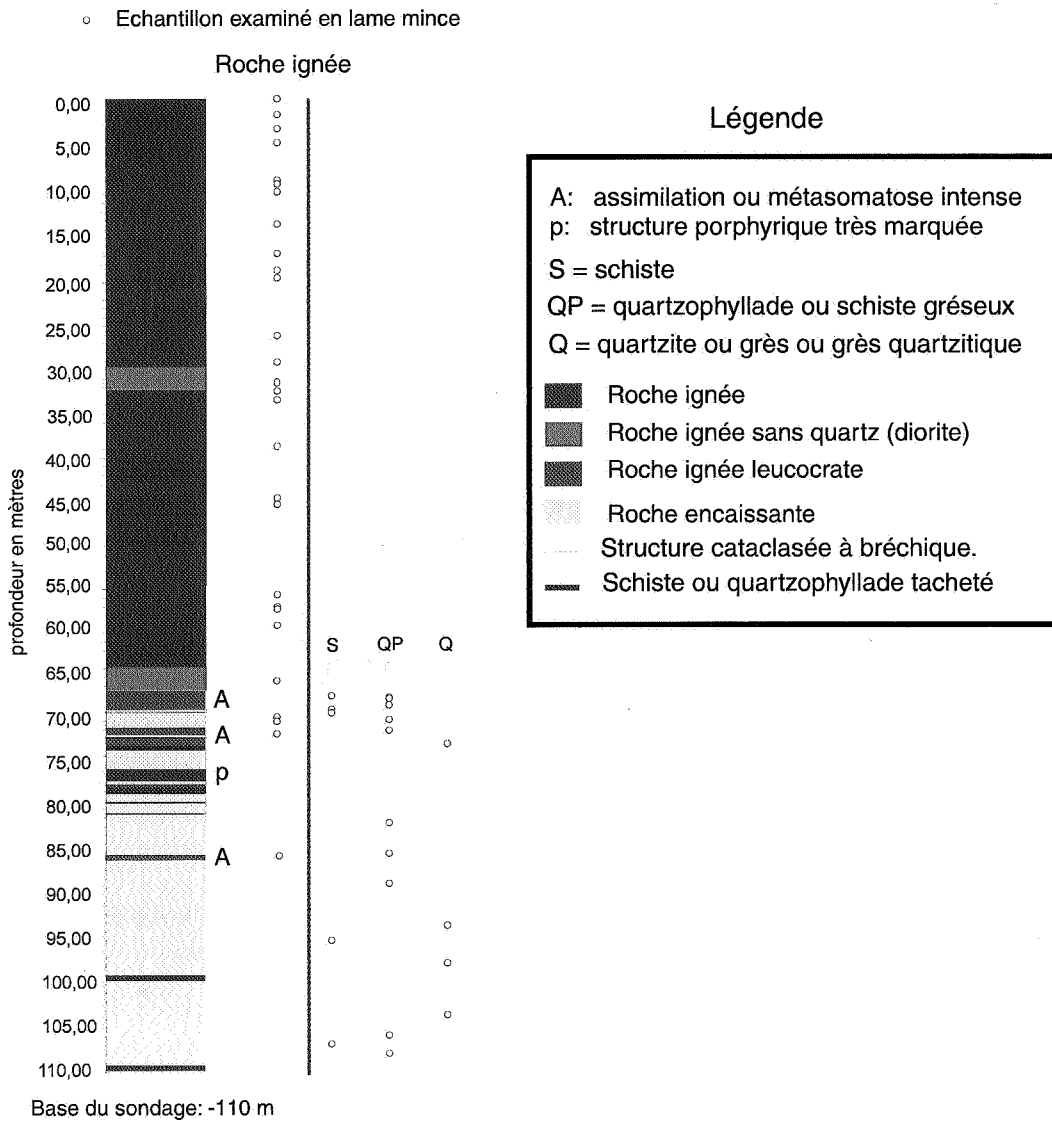 Echantillon examiné en lame mince
Roche ignée
0,00
5,00
10,00
15,00
20,00
25,00
30,00
35,00
40,00
45,00
50,00
55,00
60,00
65,00
70,00
75,00
80,00
85,00
90,00
95,00
100,00
105,00
110,00
profondeur en mètres
S QP Q
A
A
p
A
Base du sondage: -110 m
Légende
A: assimilation ou métasomatose intense
p: structure porphyrique très marquée
S = schiste
QP = quartzophyllade ou schiste gréseux
Q = quartzite ou grès ou grès quartzitique
Roche ignée
Roche ignée sans quartz (diorite)
Roche ignée leucocrate
Roche encaissante
Structure cataclasée à bréchique.
Schiste ou quartzophyllade tacheté